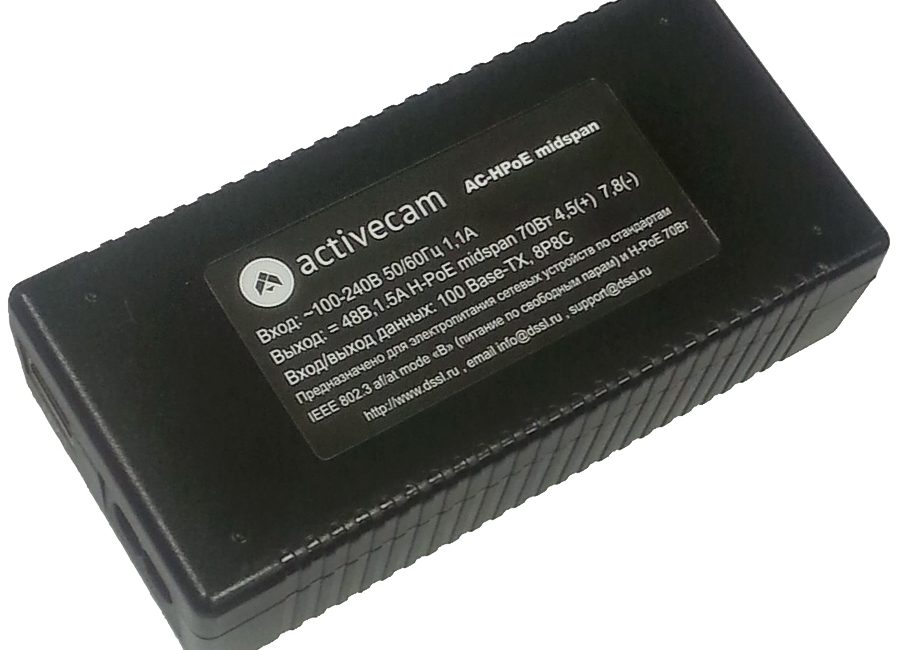 activecam AC-HPoE midspan
Вход: ~100-240В 50/60Гц 1,1А
Выход: = 48В,1.5А H-PoE midspan 70Вт 4,5(+) 7,8(-)
Вход/выход данных: 100 Base-TX, 8P8C
Предназначено для электропитания сетевых устройств по стандартам
IEEE 802.3 af/at mode «B» (питание по свободным парам) и H-PoE 70Вт
http://www.dssl.ru , email info@dssl.ru , support@dssl.ru